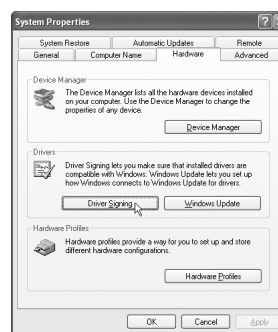 System Properties
System Restore Automatic Updates Remote
General Computer Name Hardware Advanced
Device Manager
The Device Manager lists all the hardware devices installed
on your computer. Use the Device Manager to change the
properties of any device.
Device Manager
Drivers
Driver Signing lets you make sure that installed drivers are
compatible with Windows. Windows Update lets you set up
how Windows connects to Windows Update for drivers.
Driver Signing Windows Update
Hardware Profiles
Hardware profiles provide a way for you to set up and store
different hardware configurations.
Hardware Profiles
OK Cancel Apply